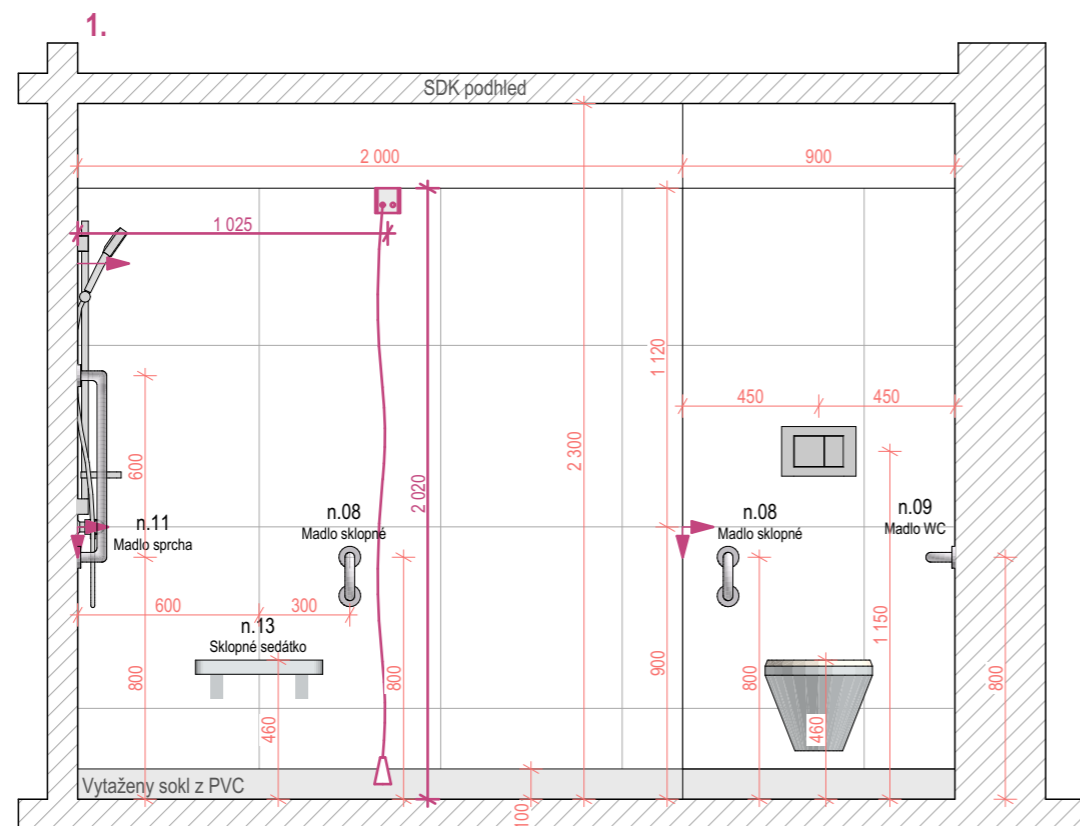 1.
SDK podhled
2 000
900
1 025
1 120
450
450
2 300
600
2 020
n.11
Madlo sprcha
n.08
Madlo sklopné
n.08
Madlo sklopné
n.09
Madlo WC
600
300
n.13
Sklopné sedátko
1 150
800
800
900
800
800
460
460
Vytaženy sokl z PVC
100